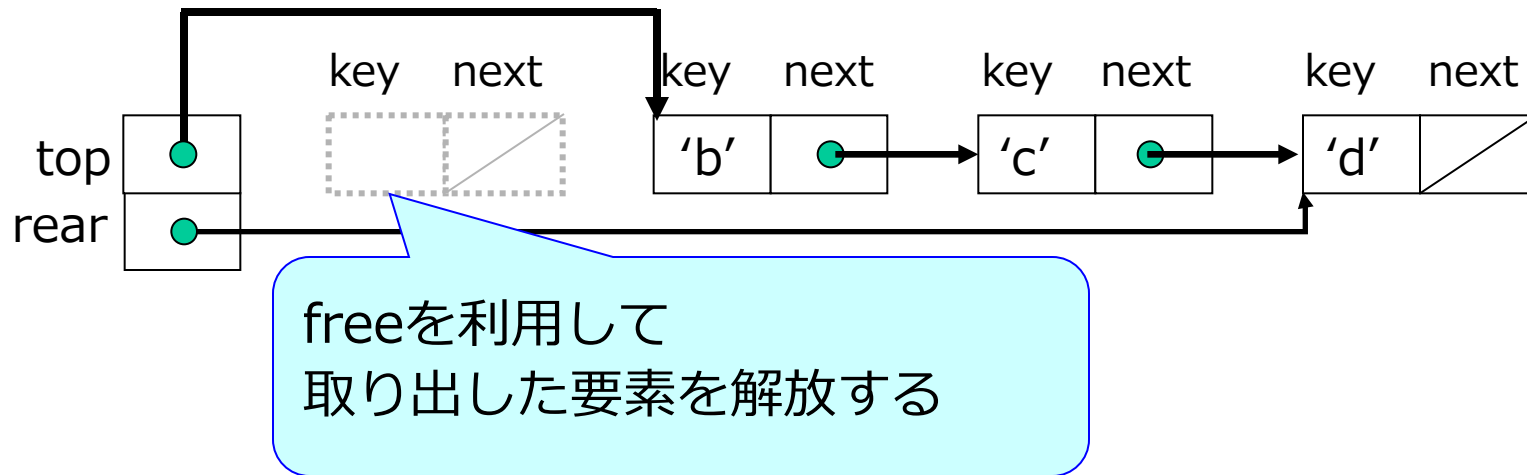 key next key next key next key next
top ‘b’ ‘c’ ‘d’
rear
freeを利用して
取り出した要素を解放する